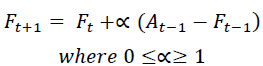 F_{t+1} = F_t + ∝ (A_{t−1} − F_{t−1})
where 0 ≤∝≥ 1